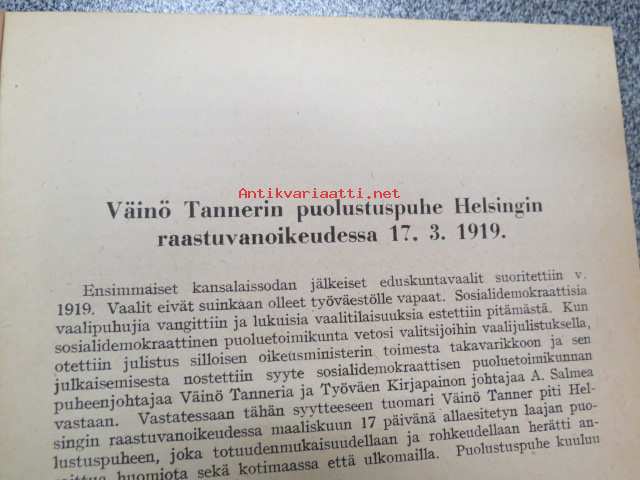 Antikvariaatti.net
Väinö Tannerin puolustuspuhe Helsingin
raastuvanoikeudessa 17. 3. 1919.
Ensimmaiset kansalaissodan jälkeiset eduskuntavaalit suoritettiin v.
1919. Vaalit eivät suinkaan olleet työväestölle vapaat. Sosialidemokraattisia
vaalipuhujia vangittiin ja lukuisia vaalitilaisuuksia estettiin pitämästä. Kun
sosialidemokraattinen puoluetoimikunta vetosi valitsijoihin vaalijulistuksella,
otettiin julistus silloisen oikeusministerin toimesta takavarikkoon ja sen
julkaisemisesta nostettiin syyte sosialidemokraattisen puoluetoimikunnan
puheenjohtajaa Väinö Tanneria ja Työväen Kirjapainon johtajaa A. Salmea
vastaan. Vastatessaan tähän syytteeseen tuomari Väinö Tanner piti Hel-
singin raastuvanoikeudessa maaliskuun 17 päivänä allaesitetyn laajan puo-
lustuspuheen, joka totuudenmukaisuudellaan ja rohkeudellaan herätti an-
huomiota sekä kotimaassa että ulkomailla. Puolustuspuhe kuuluu